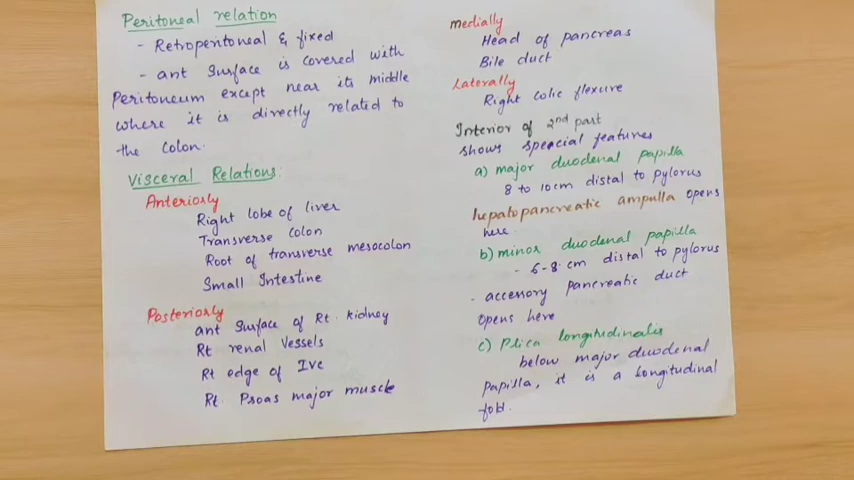 Peritoneal relation
- Retroperitoneal & fixed
- ant surface is covered with
Peritoneum except near its middle
where it is directly related to
the colon.
Visceral Relations:
Anteriorly
Right lobe of liver
Transverse colon
Root of transverse mesocolon
Small Intestine
Posteriorly
ant surface of Rt. kidney
Rt renal vessels
Rt edge of IVC
Rt. Psoas major muscle
medially
Head of pancreas
Bile duct
Laterally
Right colic flexure
Interior of 2nd part
shows special features
a) major duodenal papilla
8 to 10cm distal to pylorus
hepatopancreatic ampulla opens
here.
b) minor duodenal papilla
- 6-8 cm distal to pylorus
- accessory pancreatic duct
opens here
c) Plica longitudinalis
below major duodenal
papilla, it is a longitudinal
fold.